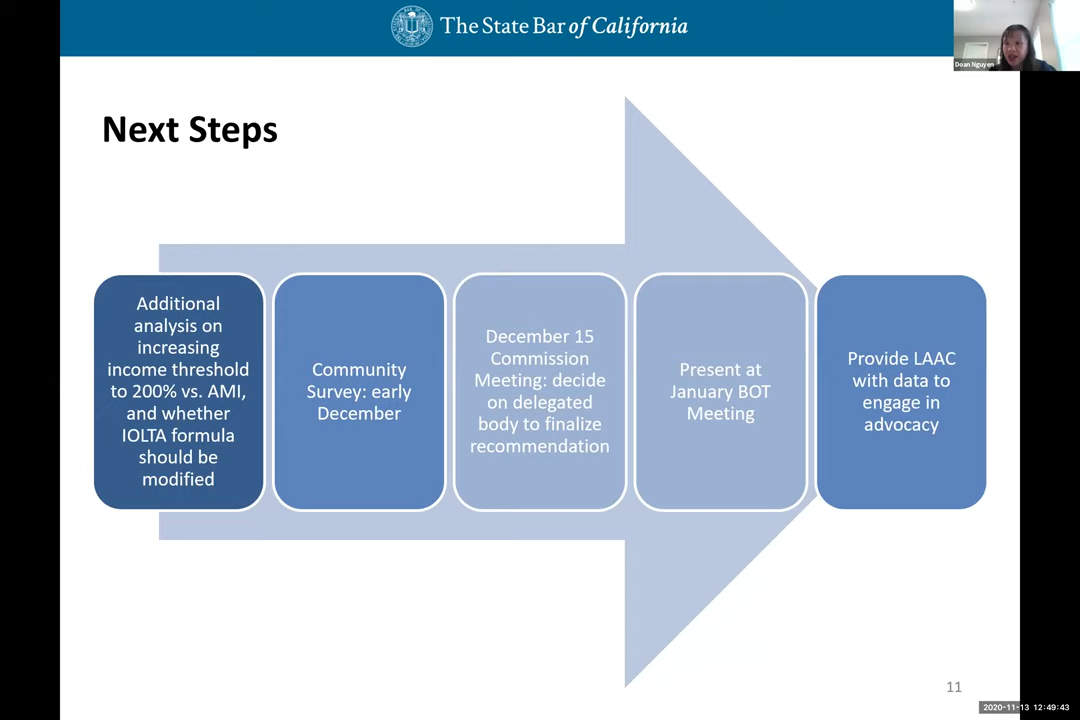 The State Bar of California
Doan Nguyen
Next Steps
Additional
analysis on
increasing
income threshold
to 200% vs. AMI,
and whether
IOLTA formula
should be
modified
Community
Survey: early
December
December 15
Commission
Meeting: decide
on delegated
body to finalize
recommendation
Present at
January BOT
Meeting
Provide LAAC
with data to
engage in
advocacy
11
2020-11-13 12:49:43